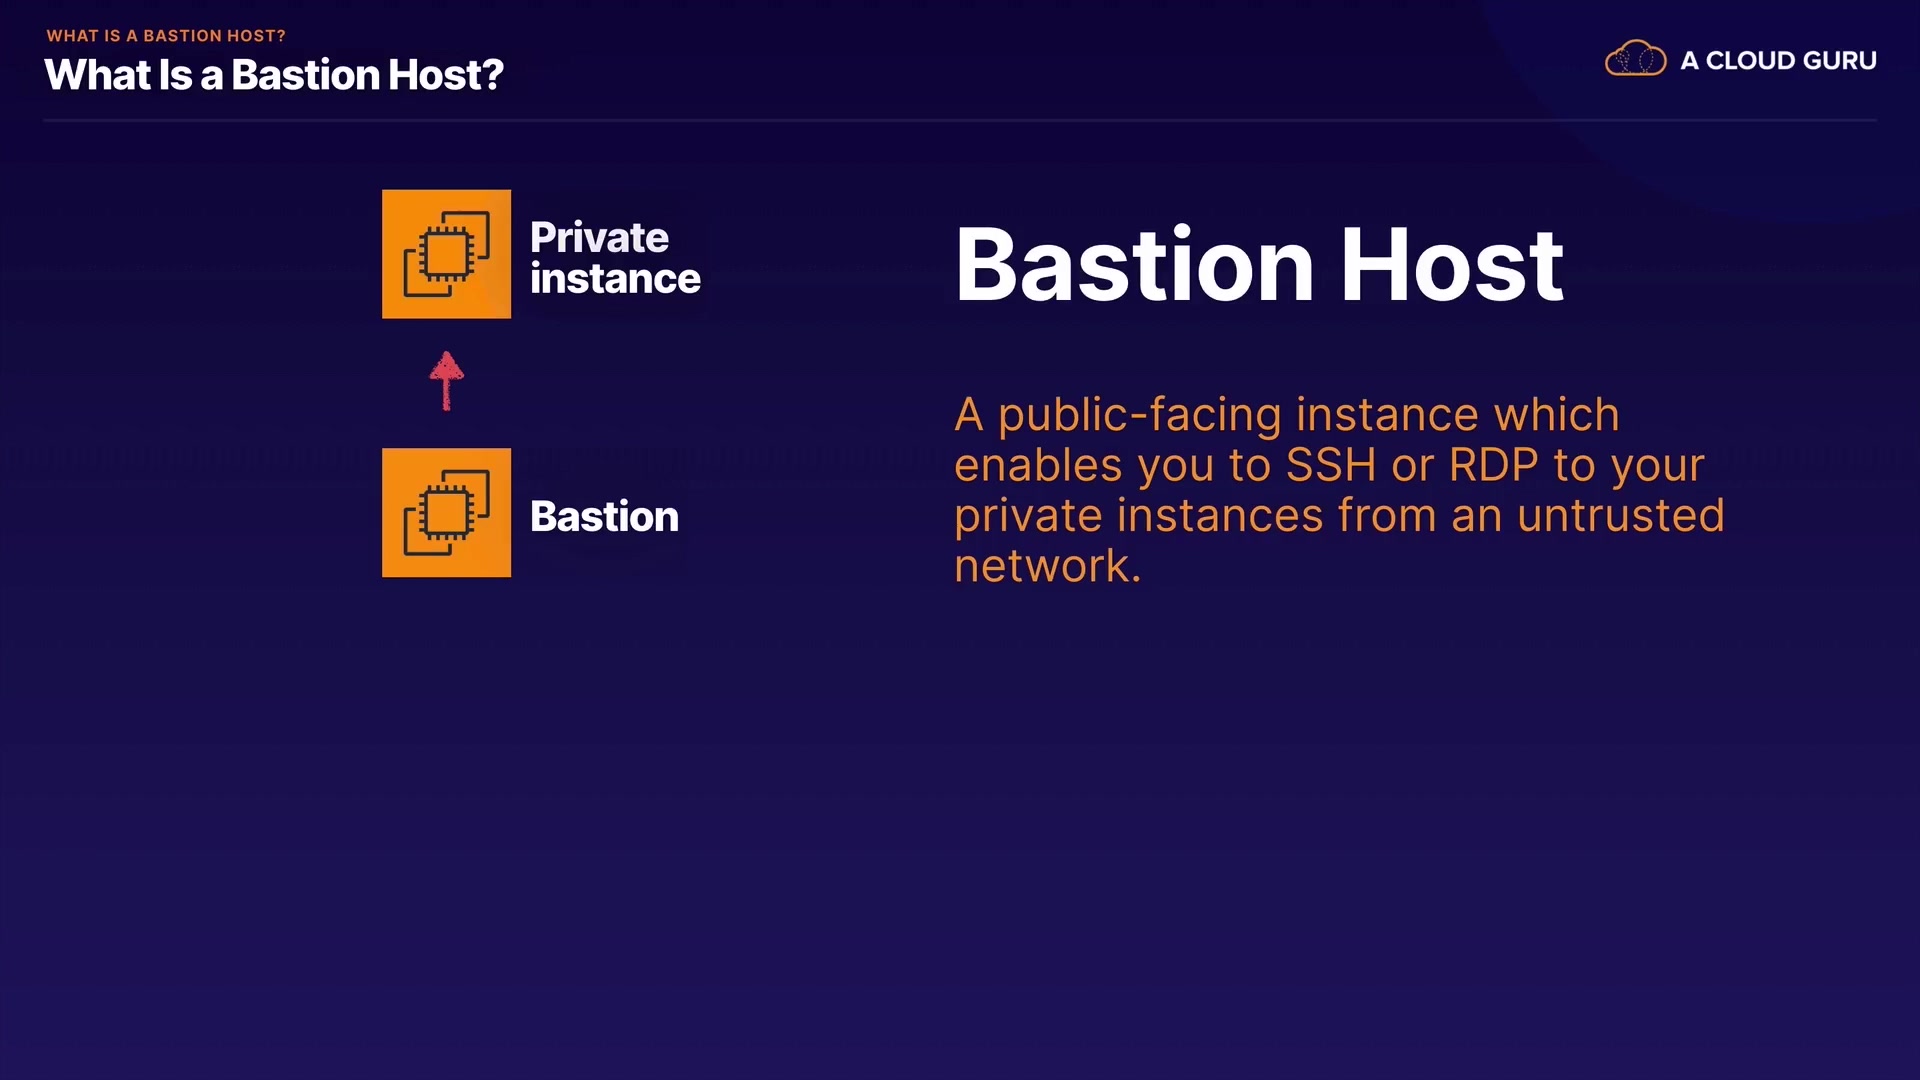 WHAT IS A BASTION HOST?
What Is a Bastion Host?
A CLOUD GURU
Private
instance
Bastion
Bastion Host
A public-facing instance which
enables you to SSH or RDP to your
private instances from an untrusted
network.